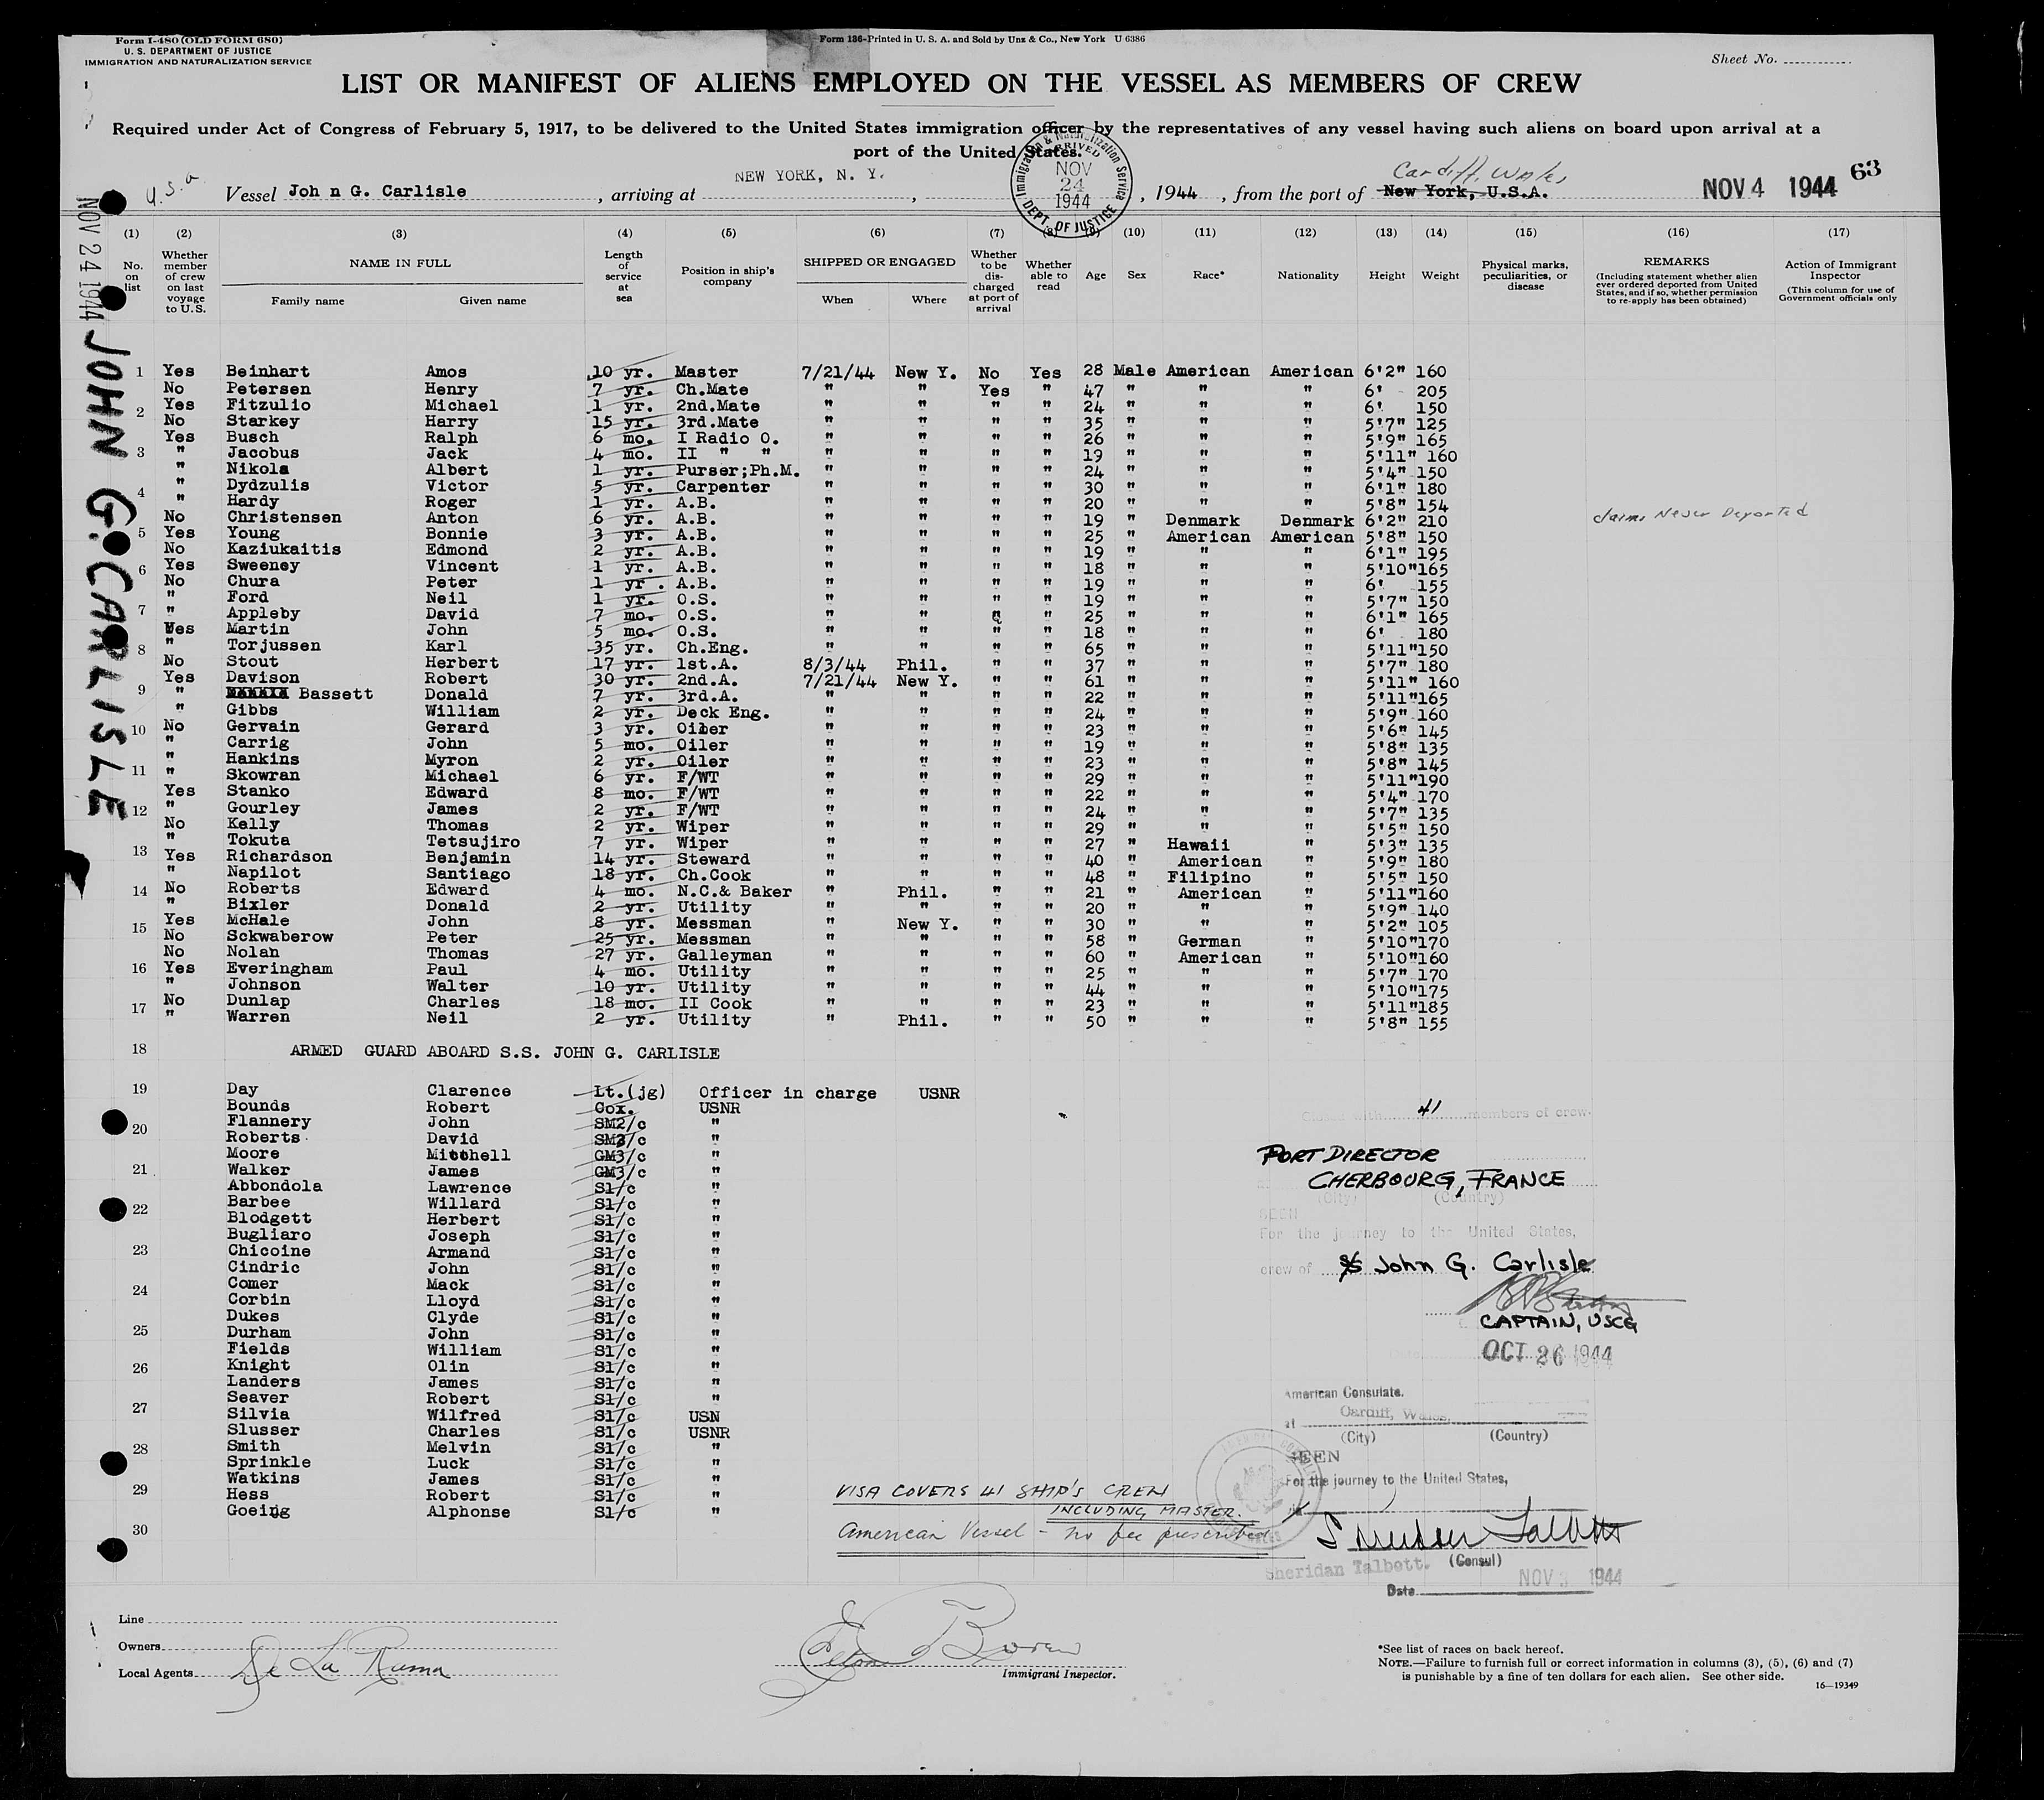 Form I-480 (OLD FORM 680)
U. S. DEPARTMENT OF JUSTICE
IMMIGRATION AND NATURALIZATION SERVICE
Form 136-Printed in U. S. A. and Sold by Unz & Co., New York U 6386
Sheet No.
LIST OR MANIFEST OF ALIENS EMPLOYED ON THE VESSEL AS MEMBERS OF CREW
Required under Act of Congress of February 5, 1917, to be delivered to the United States immigration officer by the representatives of any vessel having such aliens on board upon arrival at a
port of the United States.
Immigration & Naturalization Service ARRIVED NOV 24 1944 DEPT. OF JUSTICE
U.S.A. Vessel Joh n G. Carlisle, arriving at NEW YORK, N. Y., , 1944, from the port of New York, U.S.A. Cardiff, Wales NOV 4 1944 63
NOV 24 1944 JOHN G. CARLISLE
(1) (2) (3) (4) (5) (6) (7) (8) (9) (10) (11) (12) (13) (14) (15) (16) (17)
No. on list
Whether member of crew on last voyage to U.S.
NAME IN FULL
Family name Given name
Length of service at sea
Position in ship's company
SHIPPED OR ENGAGED
When Where
Whether to be discharged at port of arrival
Whether able to read
Age Sex Race* Nationality Height Weight
Physical marks, peculiarities, or disease
REMARKS
(Including statement whether alien ever ordered deported from United States, and if so, whether permission to re-apply has been obtained)
Action of Immigrant Inspector
(This column for use of Government officials only
1 Yes Beinhart Amos 10 yr. Master 7/21/44 New Y. No Yes 28 Male American American 6'2" 160
No Petersen Henry 7 yr. Ch.Mate " " Yes " 47 " " " 6' 205
2 Yes Fitzulio Michael 1 yr. 2nd.Mate " " " " 24 " " " 6' 150
No Starkey Harry 15 yr. 3rd.Mate " " " " 35 " " " 5'7" 125
Yes Busch Ralph 6 mo. I Radio O. " " " " 26 " " " 5'9" 165
3 " Jacobus Jack 4 mo. II " " " " " " 19 " " " 5'11" 160
" Nikola Albert 1 yr. Purser;Ph.M. " " " " 24 " " " 5'4" 150
" Dydzulis Victor 5 yr. Carpenter " " " " 30 " " " 6'1" 180
4 " Hardy Roger 1 yr. A.B. " " " " 20 " " " 5'8" 154
No Christensen Anton 6 yr. A.B. " " " " 19 " Denmark Denmark 6'2" 210 claims Never Deported
5 Yes Young Bonnie 3 yr. A.B. " " " " 25 " American American 5'8" 150
No Kaziukaitis Edmond 2 yr. A.B. " " " " 19 " " " 6'1" 195
6 Yes Sweeney Vincent 1 yr. A.B. " " " " 18 " " " 5'10" 165
No Chura Peter 1 yr. A.B. " " " " 19 " " " 6' 155
" Ford Neil 1 yr. O.S. " " " " 19 " " " 5'7" 150
7 " Appleby David 7 mo. O.S. " " " " 25 " " " 6'1" 165
Yes Martin John 5 mo. O.S. " " " " 18 " " " 6' 180
8 " Torjussen Karl 35 yr. Ch.Eng. " " " " 65 " " " 5'11" 150
No Stout Herbert 17 yr. 1st.A. 8/3/44 Phil. " " 37 " " " 5'7" 180
Yes Davison Robert 30 yr. 2nd.A. 7/21/44 New Y. " " 61 " " " 5'11" 160
9 " Bassett Donald 7 yr. 3rd.A. " " " " 22 " " " 5'11" 165
" Gibbs William 2 yr. Deck Eng. " " " " 24 " " " 5'9" 160
10 No Gervain Gerard 3 yr. Oiler " " " " 23 " " " 5'6" 145
" Carrig John 5 mo. Oiler " " " " 19 " " " 5'8" 135
" Hankins Myron 2 yr. Oiler " " " " 23 " " " 5'8" 145
11 " Skowran Michael 6 yr. F/WT " " " " 29 " " " 5'11" 190
Yes Stanko Edward 8 mo. F/WT " " " " 22 " " " 5'4" 170
12 " Gourley James 2 yr. F/WT " " " " 24 " " " 5'7" 135
No Kelly Thomas 2 yr. Wiper " " " " 29 " " " 5'5" 150
" Tokuta Tetsujiro 7 yr. Wiper " " " " 27 " Hawaii " 5'3" 135
13 Yes Richardson Benjamin 14 yr. Steward " " " " 40 " American " 5'9" 180
" Napilot Santiago 18 yr. Ch.Cook " " " " 48 " Filipino " 5'5" 150
14 No Roberts Edward 4 mo. N.C.& Baker " Phil. " " 21 " American " 5'11" 160
" Bixler Donald 2 yr. Utility " " " " 20 " " " 5'9" 140
Yes McHale John 8 yr. Messman " New Y. " " 30 " " " 5'2" 105
15 No Sckwaberow Peter 25 yr. Messman " " " " 58 " German " 5'10" 170
No Nolan Thomas 27 yr. Galleyman " " " " 60 " American " 5'10" 160
16 Yes Everingham Paul 4 mo. Utility " " " " 25 " " " 5'7" 170
" Johnson Walter 10 yr. Utility " " " " 44 " " " 5'10" 175
No Dunlap Charles 18 mo. II Cook " " " " 23 " " " 5'11" 185
17 " Warren Neil 2 yr. Utility " Phil. " " 50 " " " 5'8" 155
18 ARMED GUARD ABOARD S.S. JOHN G. CARLISLE
19 Day Clarence Lt.(jg) Officer in charge USNR
Bounds Robert Cox. USNR
20 Flannery John SM2/c "
Roberts David SM3/c "
Moore Mitchell GM3/c "
21 Walker James GM3/c "
Abbondola Lawrence S1/c "
Barbee Willard S1/c "
22 Blodgett Herbert S1/c "
Bugliaro Joseph S1/c "
23 Chicoine Armand S1/c "
Cindric John S1/c "
Comer Mack S1/c "
24 Corbin Lloyd S1/c "
Dukes Clyde S1/c "
25 Durham John S1/c "
Fields William S1/c "
26 Knight Olin S1/c "
Landers James S1/c "
Seaver Robert S1/c "
27 Silvia Wilfred S1/c USN
Slusser Charles S1/c USNR
28 Smith Melvin S1/c "
Sprinkle Luck S1/c "
Watkins James S1/c "
29 Hess Robert S1/c "
Goeing Alphonse S1/c "
30
Closed with 41 members of crew.
PORT DIRECTOR
CHERBOURG, FRANCE
(City) (Country)
SEEN
For the journey to the United States,
crew of S/S John G. Carlisle
CAPTAIN, USCG
OCT 26 1944
American Consulate.
at Cardiff, Wales.
(City) (Country)
SEEN
For the journey to the United States,
VISA COVERS 41 SHIP'S CREW
INCLUDING MASTER.
American Vessel - no fee prescribed
Sheridan Talbott
Sheridan Talbott. (Consul)
Date NOV 3 1944
Line
Owners
Local Agents De La Rama
Immigrant Inspector.
*See list of races on back hereof.
NOTE.—Failure to furnish full or correct information in columns (3), (5), (6) and (7)
is punishable by a fine of ten dollars for each alien. See other side.
16—19349